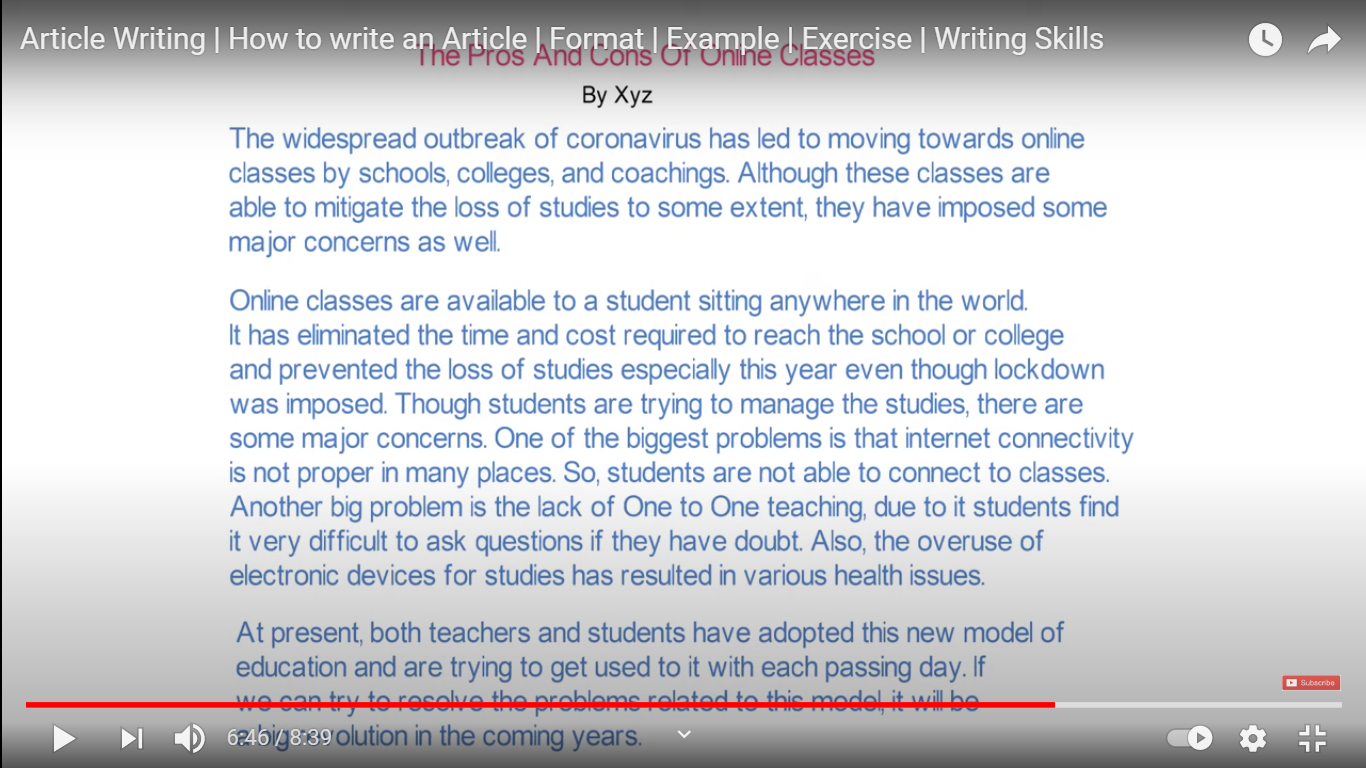 Article Writing | How to write an Article | Format | Example | Exercise | Writing Skills
The Pros And Cons Of Online Classes
By Xyz
The widespread outbreak of coronavirus has led to moving towards online
classes by schools, colleges, and coachings. Although these classes are
able to mitigate the loss of studies to some extent, they have imposed some
major concerns as well.
Online classes are available to a student sitting anywhere in the world.
It has eliminated the time and cost required to reach the school or college
and prevented the loss of studies especially this year even though lockdown
was imposed. Though students are trying to manage the studies, there are
some major concerns. One of the biggest problems is that internet connectivity
is not proper in many places. So, students are not able to connect to classes.
Another big problem is the lack of One to One teaching, due to it students find
it very difficult to ask questions if they have doubt. Also, the overuse of
electronic devices for studies has resulted in various health issues.
At present, both teachers and students have adopted this new model of
education and are trying to get used to it with each passing day. If
we can try to resolve the problems related to this model, it will be
Subscribe
in the coming years.
6:46 / 8:39